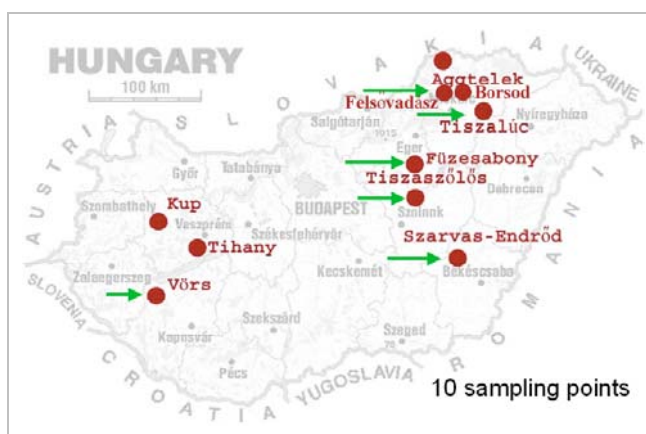 HUNGARY
100 km
SLOVAKIA
UKRAINE
AUSTRIA
Aggtelek
Felsővadász
Borsod
Salgótarján
1015
Nyíregyháza
Tiszalúc
Eger
Győr
Tatabánya
Füzesabony
Tiszaszőlős
Debrecen
BUDAPEST
Kup
Szombathely
Veszprém
Székesfehérvár
Szolnok
Tihany
Szarvas-Endrőd
Zalaegerszeg
Kecskemét
Békéscsaba
SLOVENIA
Vörs
ROMANIA
Kaposvár
Szekszárd
Szeged
Pécs
CROATIA
YUGOSLAVIA
10 sampling points